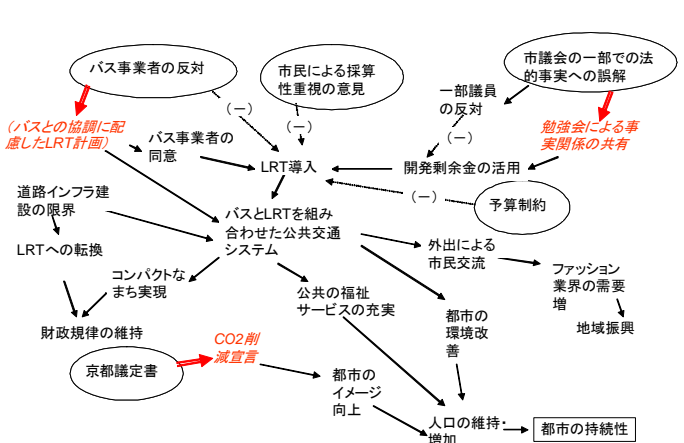 バス事業者の反対
市民による採算
性重視の意見
市議会の一部での法
的事実への誤解
一部議員
の反対
(－)
(－)
(－)
(バスとの協調に配
慮したLRT計画)
バス事業者の
同意
勉強会による事
実関係の共有
LRT導入
開発剰余金の活用
(－)
予算制約
道路インフラ建
設の限界
バスとLRTを組み
合わせた公共交通
システム
LRTへの転換
外出による
市民交流
コンパクトな
まち実現
ファッション
業界の需要
増
公共の福祉
サービスの充実
都市の
環境改
善
地域振興
財政規律の維持
CO2削
減宣言
京都議定書
都市の
イメージ
向上
人口の維持・
増加
都市の持続性